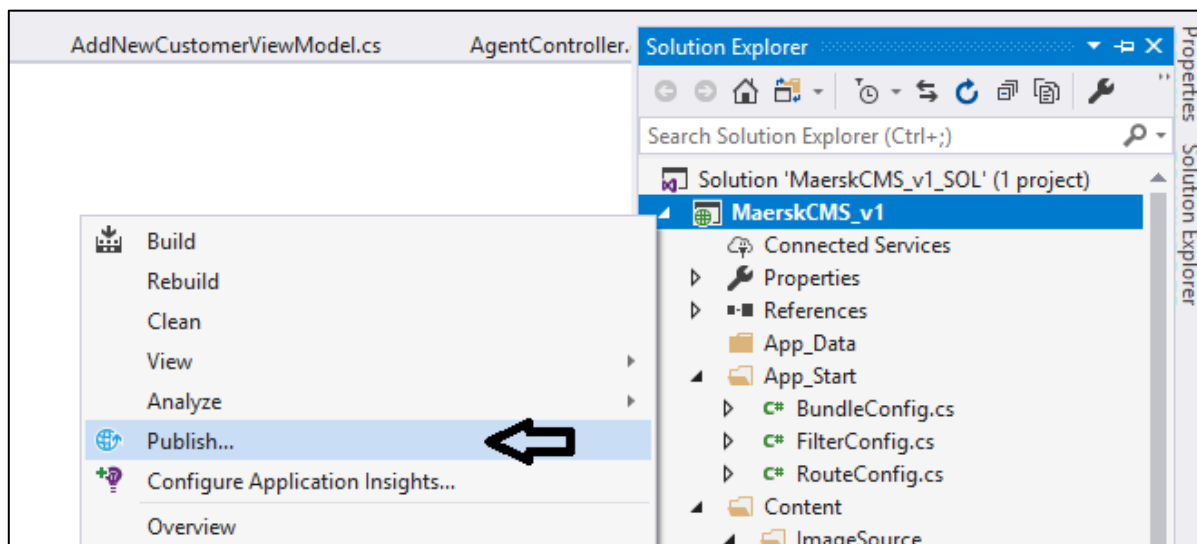 AddNewCustomerViewModel.cs
AgentController.
Solution Explorer
Search Solution Explorer (Ctrl+;)
Solution 'MaerskCMS_v1_SOL' (1 project)
MaerskCMS_v1
Connected Services
Properties
References
App_Data
App_Start
C# BundleConfig.cs
C# FilterConfig.cs
C# RouteConfig.cs
Content
ImageSource
Build
Rebuild
Clean
View
Analyze
Publish...
Configure Application Insights...
Overview
Properties
Solution Explorer